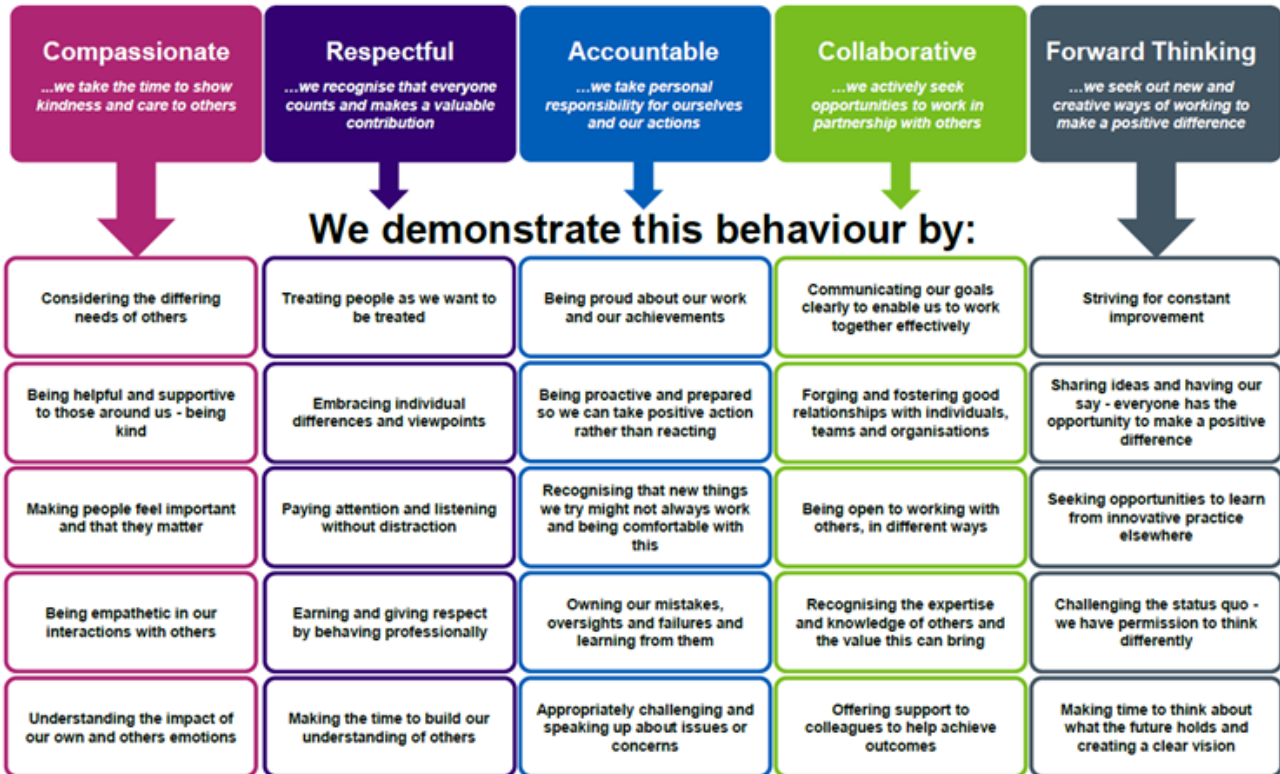 Compassionate
...we take the time to show
kindness and care to others
Respectful
...we recognise that everyone
counts and makes a valuable
contribution
Accountable
...we take personal
responsibility for ourselves
and our actions
Collaborative
...we actively seek
opportunities to work in
partnership with others
Forward Thinking
...we seek out new and
creative ways of working to
make a positive difference
We demonstrate this behaviour by:
Considering the differing
needs of others
Treating people as we want to
be treated
Being proud about our work
and our achievements
Communicating our goals
clearly to enable us to work
together effectively
Striving for constant
improvement
Being helpful and supportive
to those around us - being
kind
Embracing individual
differences and viewpoints
Being proactive and prepared
so we can take positive action
rather than reacting
Forging and fostering good
relationships with individuals,
teams and organisations
Sharing ideas and having our
say - everyone has the
opportunity to make a positive
difference
Making people feel important
and that they matter
Paying attention and listening
without distraction
Recognising that new things
we try might not always work
and being comfortable with
this
Being open to working with
others, in different ways
Seeking opportunities to learn
from innovative practice
elsewhere
Being empathetic in our
interactions with others
Earning and giving respect
by behaving professionally
Owning our mistakes,
oversights and failures and
learning from them
Recognising the expertise
and knowledge of others and
the value this can bring
Challenging the status quo -
we have permission to think
differently
Understanding the impact of
our own and others emotions
Making the time to build our
understanding of others
Appropriately challenging and
speaking up about issues or
concerns
Offering support to
colleagues to help achieve
outcomes
Making time to think about
what the future holds and
creating a clear vision